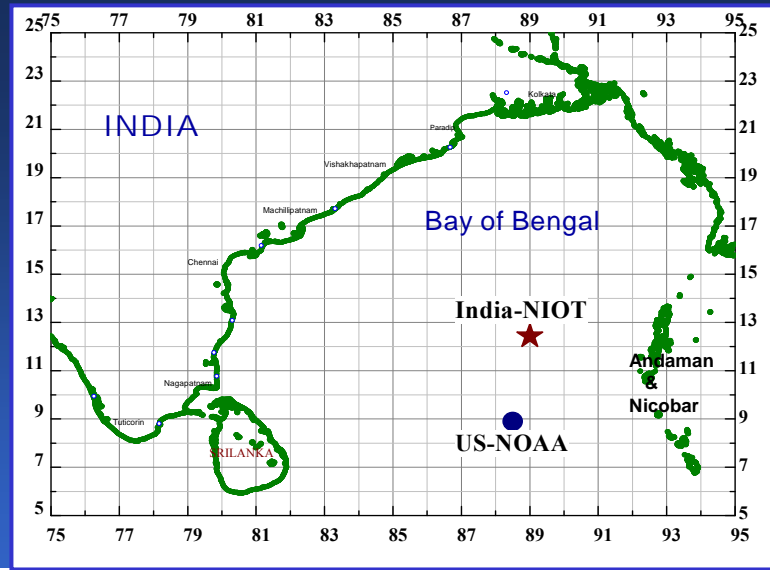 75 77 79 81 83 85 87 89 91 93 95
25 25
23 23
Kolkata
INDIA
21 21
Paradip
19 19
Vishakhapatnam
17 17
Machillipatnam
Bay of Bengal
15 15
Chennai
13 13
India-NIOT
11 11
Andaman
&
Nicobar
Nagapatnam
9 9
Tuticorin
US-NOAA
SRILANKA
7 7
5 5
75 77 79 81 83 85 87 89 91 93 95